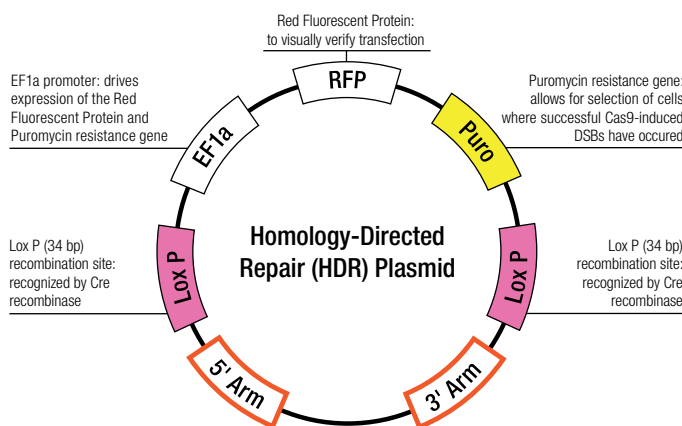 Red Fluorescent Protein:
to visually verify transfection
RFP
EF1a promoter: drives
expression of the Red
Fluorescent Protein and
Puromycin resistance gene
EF1a
Puro
Puromycin resistance gene:
allows for selection of cells
where successful Cas9-induced
DSBs have occured
Homology-Directed
Repair (HDR) Plasmid
Lox P (34 bp)
recombination site:
recognized by Cre
recombinase
Lox P
Lox P
Lox P (34 bp)
recombination site:
recognized by Cre
recombinase
5' Arm
3' Arm